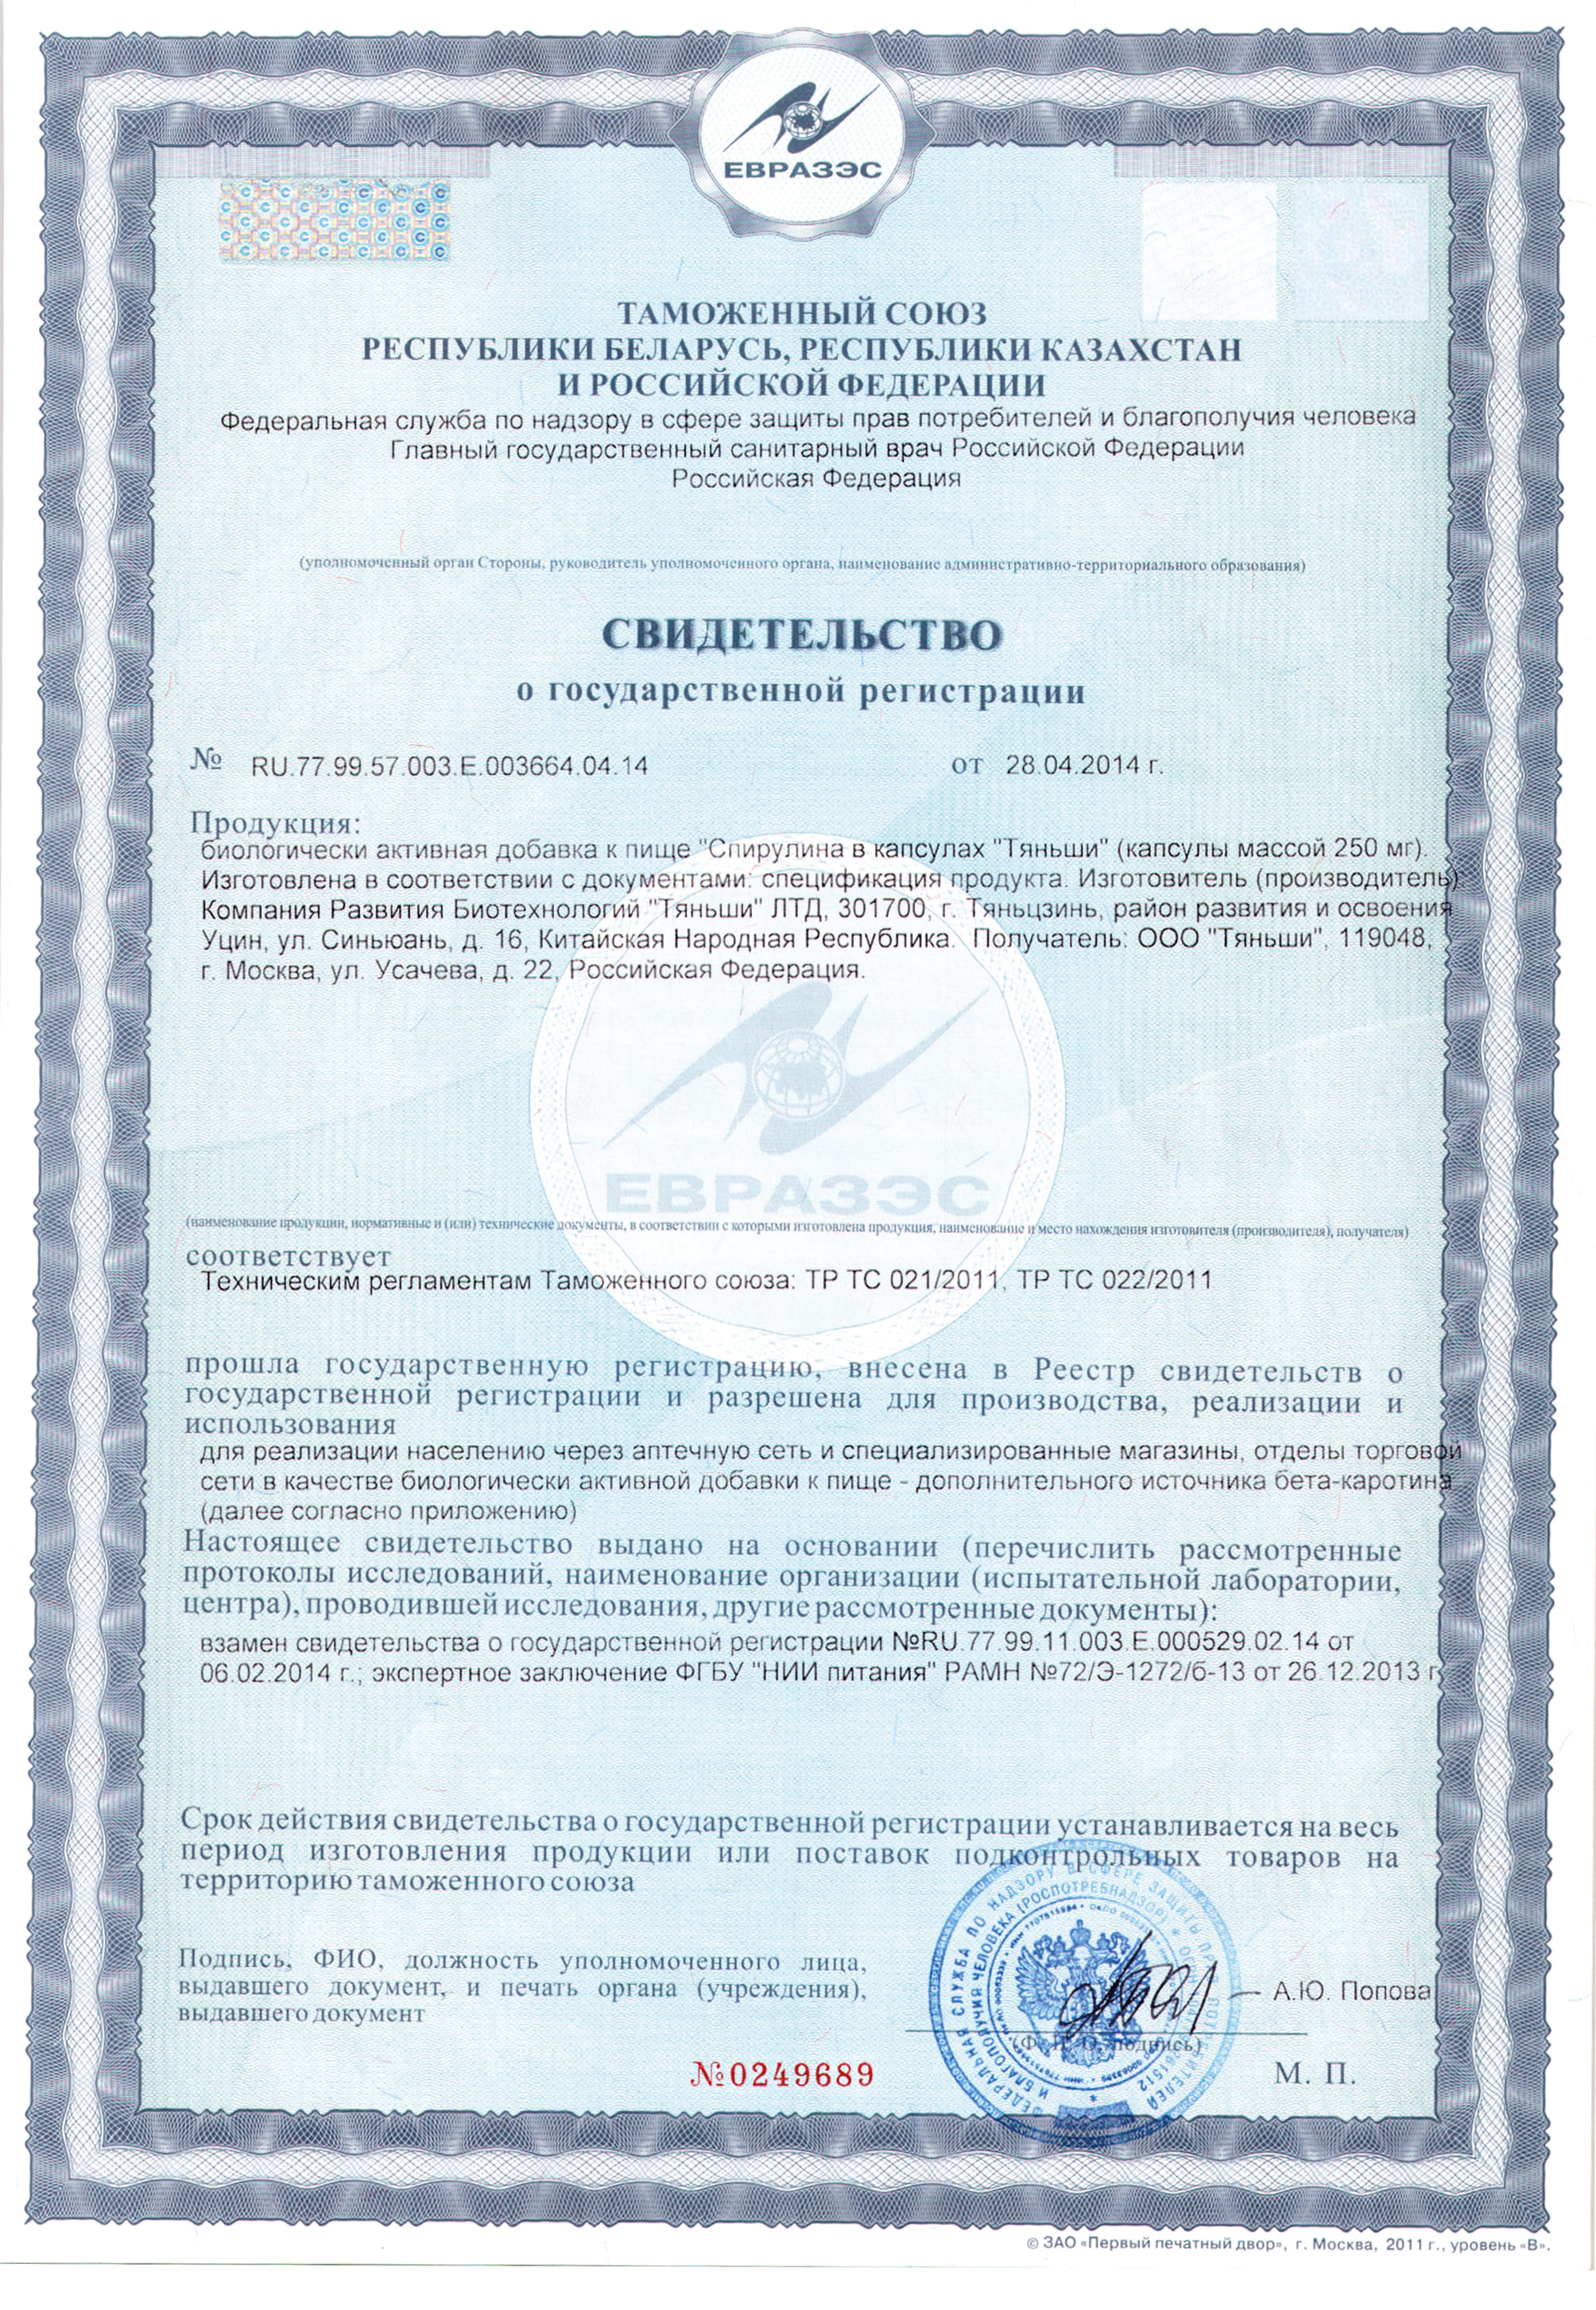 ЕВРАЗЭС
ТАМОЖЕННЫЙ СОЮЗ
РЕСПУБЛИКИ БЕЛАРУСЬ, РЕСПУБЛИКИ КАЗАХСТАН
И РОССИЙСКОЙ ФЕДЕРАЦИИ
Федеральная служба по надзору в сфере защиты прав потребителей и благополучия человека
Главный государственный санитарный врач Российской Федерации
Российская Федерация
(уполномоченный орган Стороны, руководитель уполномоченного органа, наименование административно-территориального образования)
СВИДЕТЕЛЬСТВО
о государственной регистрации
№ RU.77.99.57.003.Е.003664.04.14 от 28.04.2014 г.
Продукция:
биологически активная добавка к пище "Спирулина в капсулах "Тяньши" (капсулы массой 250 мг).
Изготовлена в соответствии с документами: спецификация продукта. Изготовитель (производитель):
Компания Развития Биотехнологий "Тяньши" ЛТД, 301700, г. Тяньцзинь, район развития и освоения
Уцин, ул. Синьюань, д. 16, Китайская Народная Республика. Получатель: ООО "Тяньши", 119048,
г. Москва, ул. Усачева, д. 22, Российская Федерация.
ЕВРАЗЭС
(наименование продукции, нормативные и (или) технические документы, в соответствии с которыми изготовлена продукция, наименование и место нахождения изготовителя (производителя), получателя)
соответствует
Техническим регламентам Таможенного союза: ТР ТС 021/2011, ТР ТС 022/2011
прошла государственную регистрацию, внесена в Реестр свидетельств о
государственной регистрации и разрешена для производства, реализации и
использования
для реализации населению через аптечную сеть и специализированные магазины, отделы торговой
сети в качестве биологически активной добавки к пище - дополнительного источника бета-каротина
(далее согласно приложению)
Настоящее свидетельство выдано на основании (перечислить рассмотренные
протоколы исследований, наименование организации (испытательной лаборатории,
центра), проводившей исследования, другие рассмотренные документы):
взамен свидетельства о государственной регистрации №RU.77.99.11.003.Е.000529.02.14 от
06.02.2014 г.; экспертное заключение ФГБУ "НИИ питания" РАМН №72/Э-1272/б-13 от 26.12.2013 г.
Срок действия свидетельства о государственной регистрации устанавливается на весь
период изготовления продукции или поставок подконтрольных товаров на
территорию таможенного союза
Подпись, ФИО, должность уполномоченного лица,
выдавшего документ, и печать органа (учреждения),
выдавшего документ
ФЕДЕРАЛЬНАЯ СЛУЖБА ПО НАДЗОРУ В СФЕРЕ ЗАЩИТЫ ПРАВ ПОТРЕБИТЕЛЕЙ
И БЛАГОПОЛУЧИЯ ЧЕЛОВЕКА (РОСПОТРЕБНАДЗОР)
А.Ю. Попова
(Ф. И. О. подпись)
№0249689
М. П.
© ЗАО «Первый печатный двор», г. Москва, 2011 г., уровень «В».